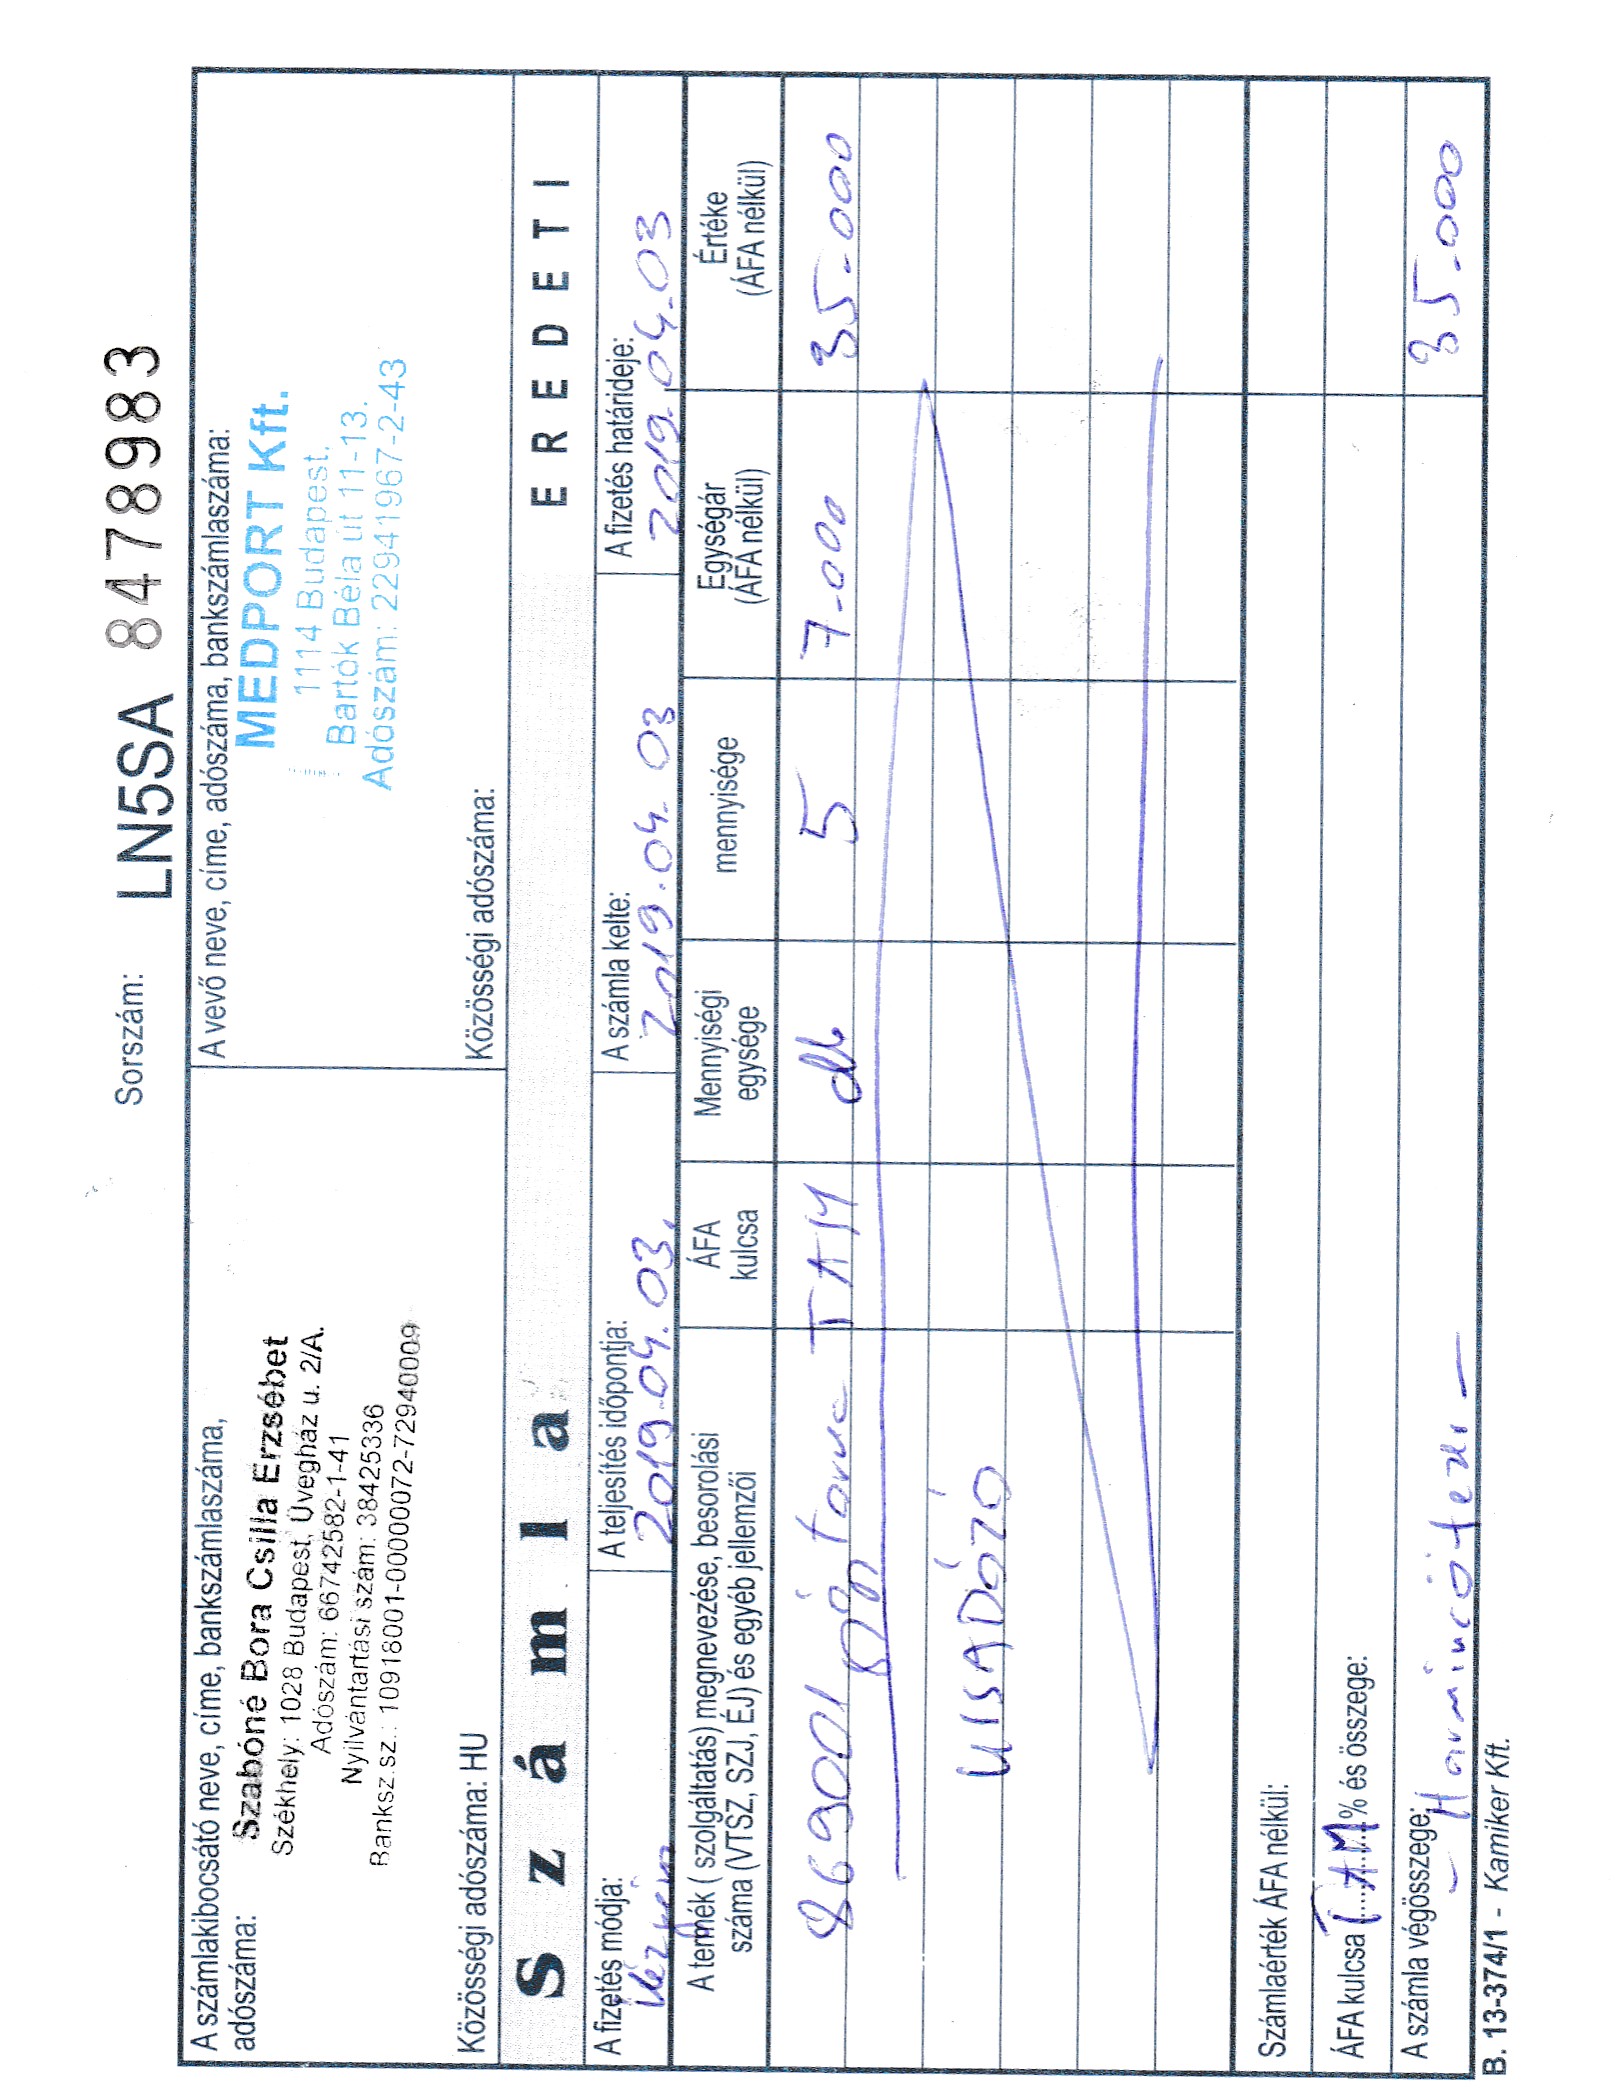 Sorszám: LN5SA 8478983
A számlakibocsátó neve, címe, bankszámlaszáma,
adószáma:
Szabóné Bora Csilla Erzsébet
Székhely: 1028 Budapest, Üvegház u. 2/A.
Adószám: 66742582-1-41
Nyilvántartási szám: 38425336
Banksz.sz.: 10918001-00000072-72940009
Közösségi adószáma: HU
A vevő neve, címe, adószáma, bankszámlaszáma:
MEDPORT Kft.
1114 Budapest,
Bartók Béla út 11-13.
Adószám: 22941967-2-43
Közösségi adószáma:
Számla
EREDETI
A fizetés módja:
Kézpénz
A teljesítés időpontja:
2019.04.03.
A számla kelte:
2019.04.03
A fizetés határideje:
2019.04.03
A termék ( szolgáltatás) megnevezése, besorolási
száma (VTSZ, SZJ, ÉJ) és egyéb jellemzői
ÁFA
kulcsa
Mennyiségi
egysége
mennyisége
Egységár
(ÁFA nélkül)
Értéke
(ÁFA nélkül)
869001 torna TAM db 5 7.000 35.000
KISADÓZÓ
Számlaérték ÁFA nélkül:
ÁFA kulcsa TAM % és összege:
A számla végösszege: 35.000
- Harmincötezer -
B. 13-374/1 - Kamiker Kft.